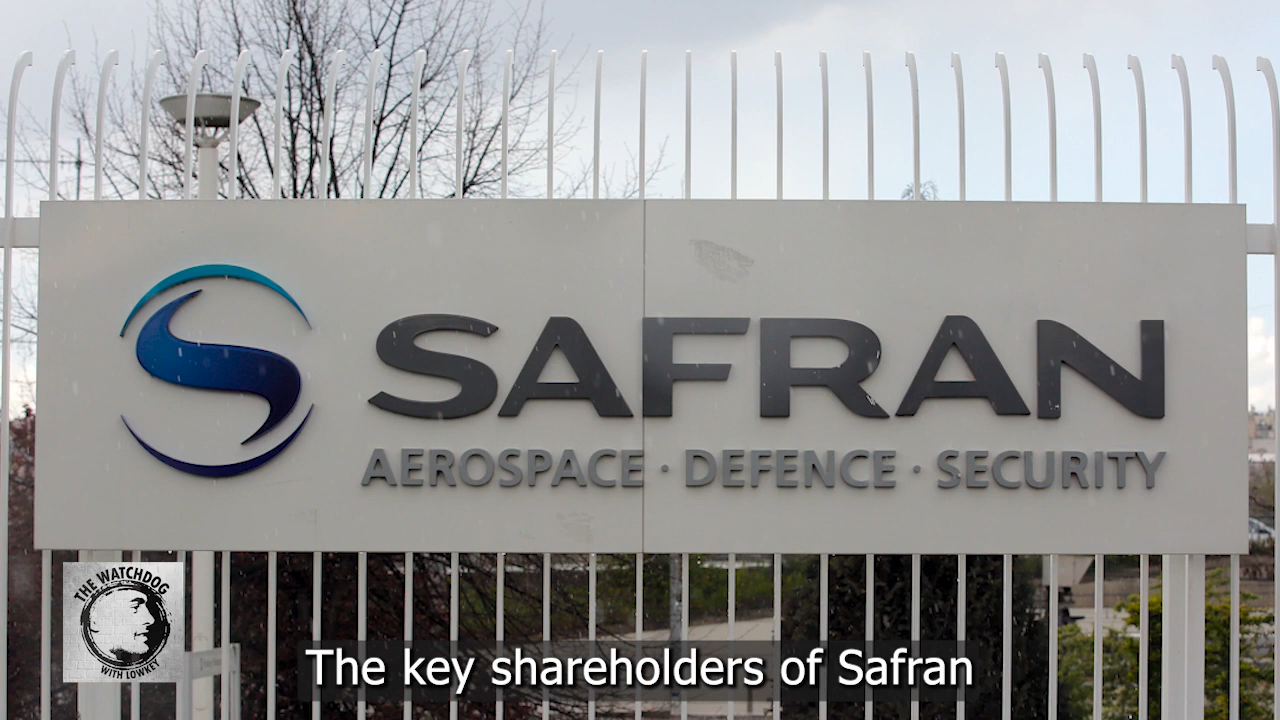 SAFRAN
AEROSPACE · DEFENCE · SECURITY
THE WATCHDOG
WITH LOWKEY
The key shareholders of Safran